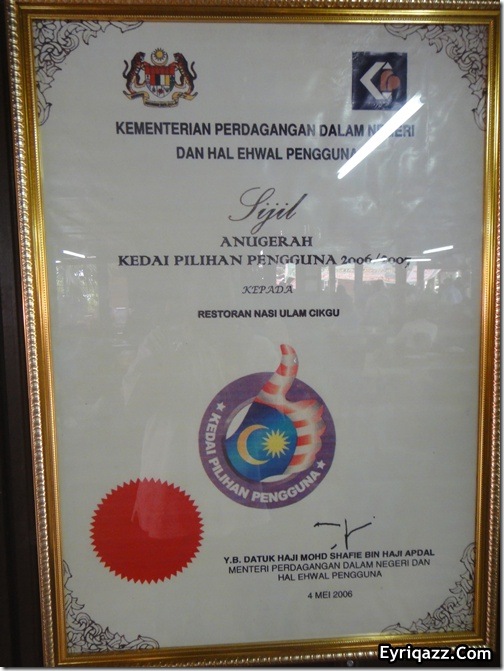 KEMENTERIAN PERDAGANGAN DALAM NEGERI
DAN HAL EHWAL PENGGUNA
Sijil
ANUGERAH
KEDAI PILIHAN PENGGUNA 2006/2007
KEPADA
RESTORAN NASI ULAM CIKGU
KEDAI PILIHAN PENGGUNA
Y.B. DATUK HAJI MOHD SHAFIE BIN HAJI APDAL
MENTERI PERDAGANGAN DALAM NEGERI DAN
HAL EHWAL PENGGUNA
4 MEI 2006
Eyriqazz.Com